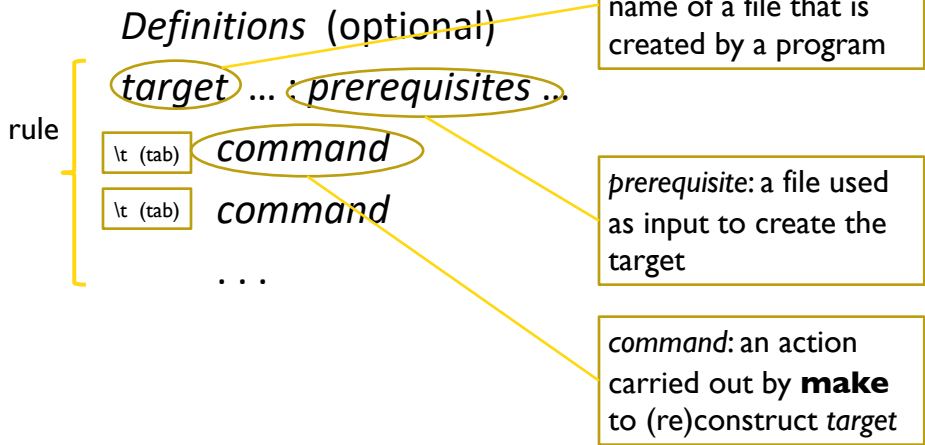 Definitions (optional)
target ... : prerequisites ...
rule
\t (tab) command
\t (tab) command
. . .
name of a file that is
created by a program
prerequisite: a file used
as input to create the
target
command: an action
carried out by make
to (re)construct target